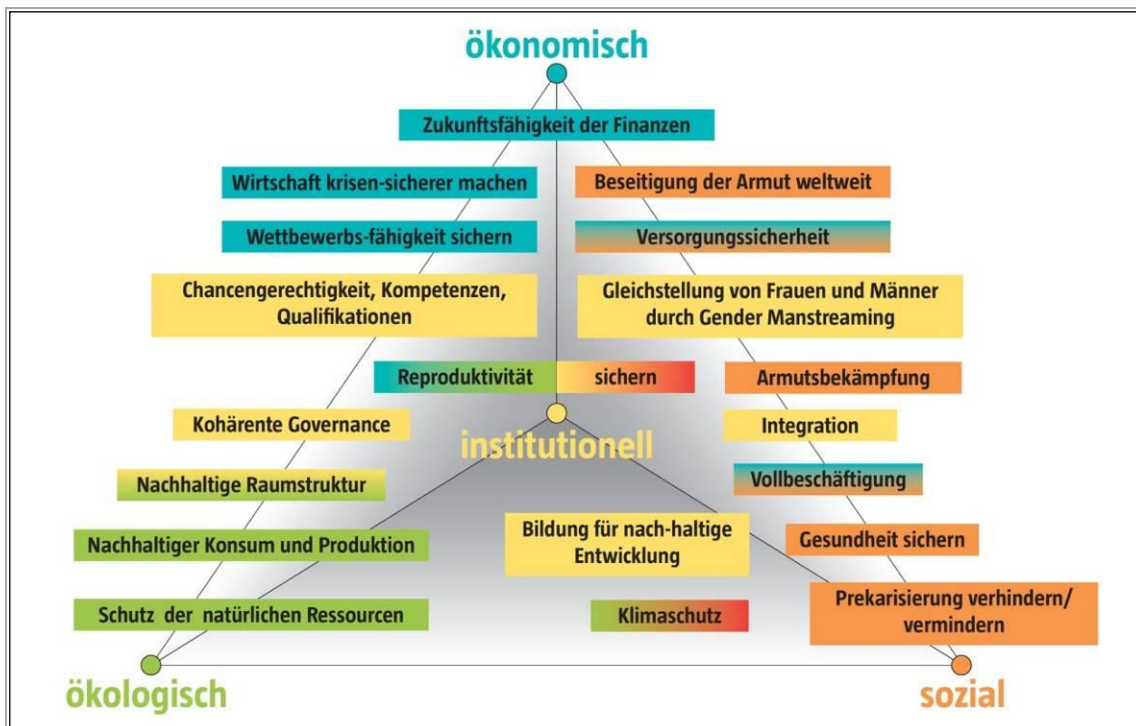 ökonomisch
Zukunftsfähigkeit der Finanzen
Wirtschaft krisen-sicherer machen
Beseitigung der Armut weltweit
Wettbewerbs-fähigkeit sichern
Versorgungssicherheit
Chancengerechtigkeit, Kompetenzen,
Qualifikationen
Gleichstellung von Frauen und Männer
durch Gender Manstreaming
Reproduktivität sichern
Armutsbekämpfung
Kohärente Governance
Integration
institutionell
Nachhaltige Raumstruktur
Vollbeschäftigung
Nachhaltiger Konsum und Produktion
Bildung für nach-haltige
Entwicklung
Gesundheit sichern
Schutz der natürlichen Ressourcen
Klimaschutz
Prekarisierung verhindern/
vermindern
ökologisch
sozial